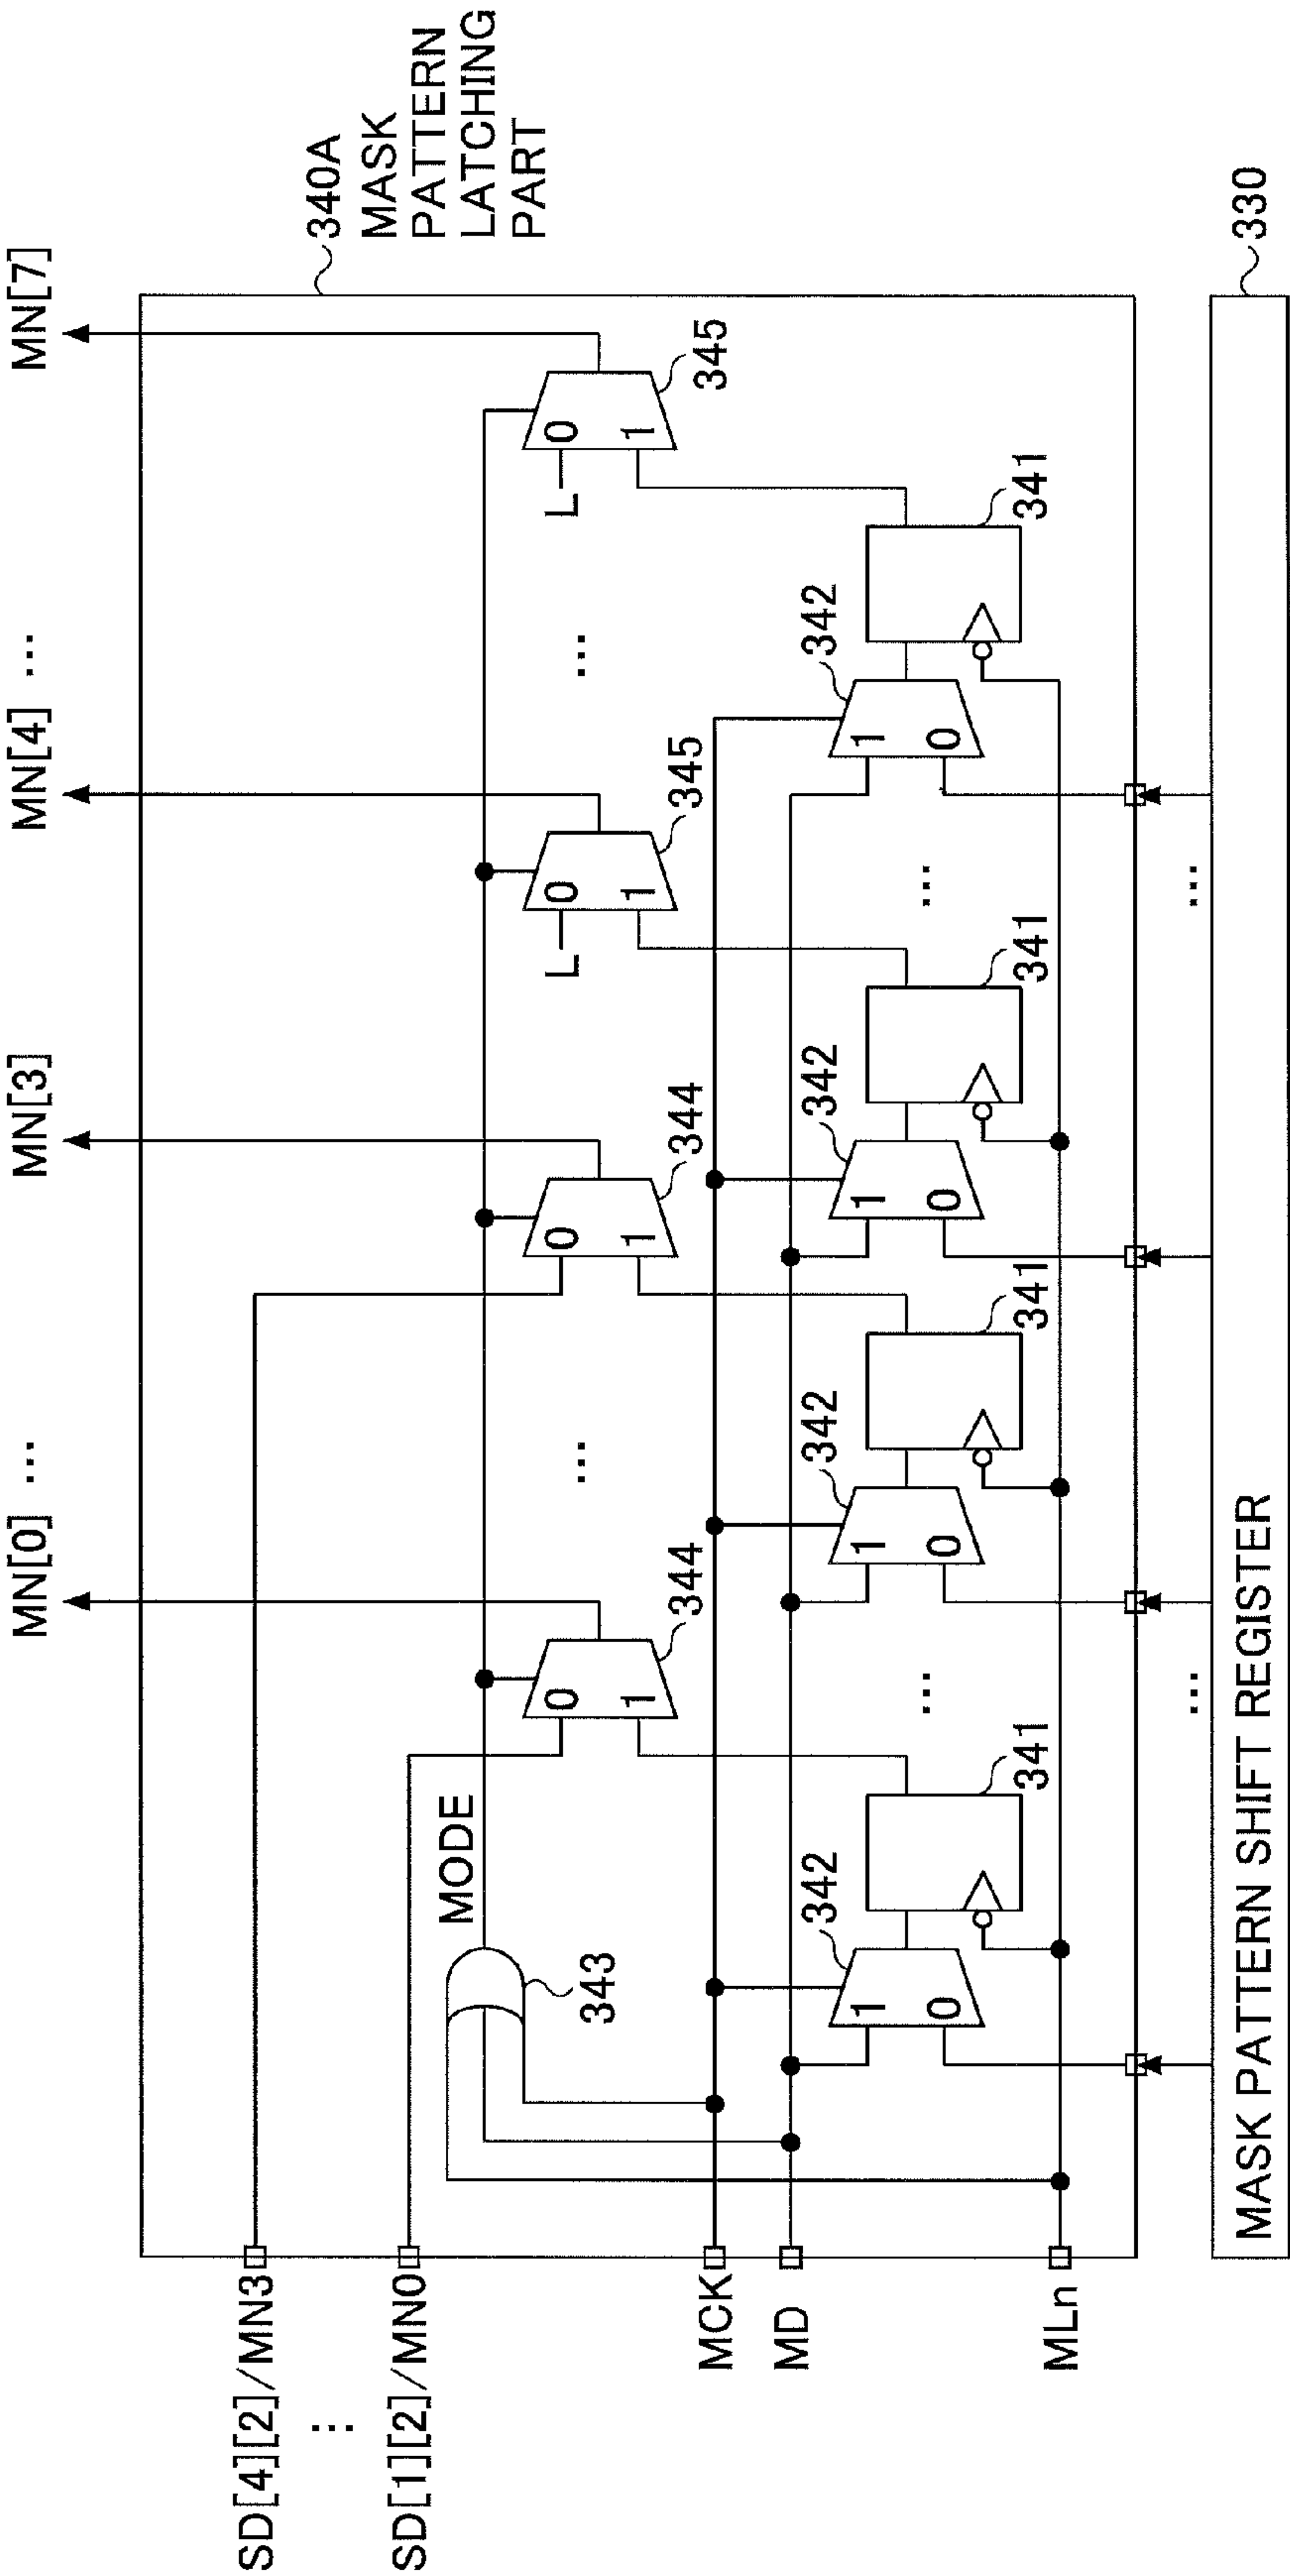 MN[0] ... MN[3] MN[4] ... MN[7]
340A
MASK
PATTERN
LATCHING
PART
SD[4][2]/MN3
...
SD[1][2]/MN0
MODE
343
0 1 344
...
0 1 344
L 0 1 345
...
L 0 1 345
MCK
MD
MLn
1 0 342 341
...
1 0 342 341
1 0 342 341
...
1 0 342 341
... ...
MASK PATTERN SHIFT REGISTER
330